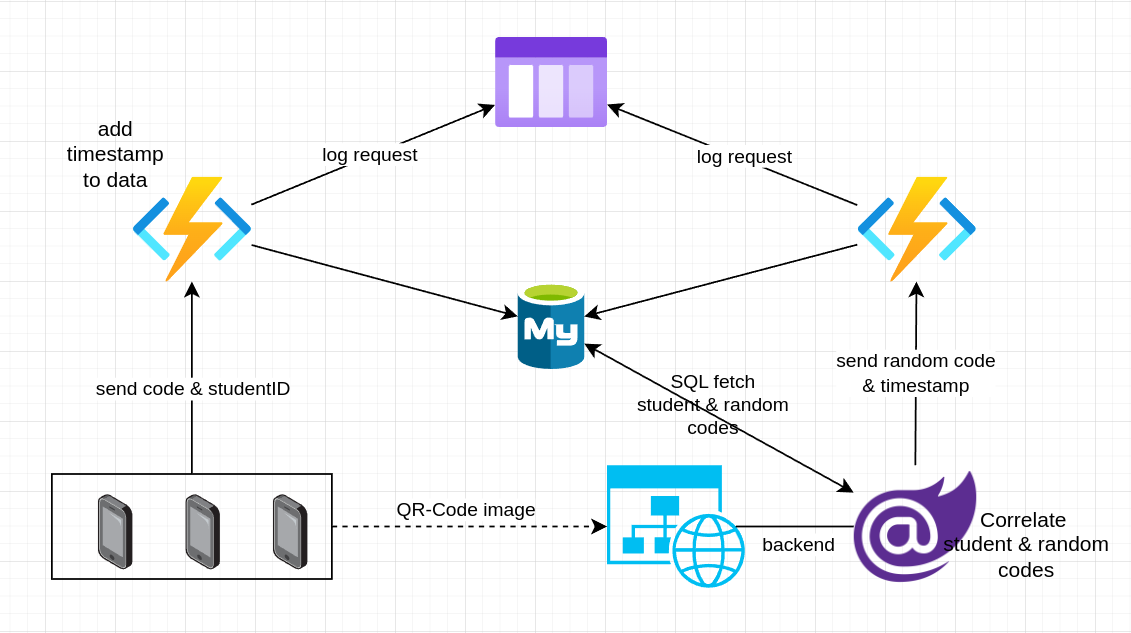 add
timestamp
to data
log request
log request
My
send code & studentID
send random code
& timestamp
SQL fetch
student & random
codes
QR-Code image
backend
@
Correlate
student & random
codes